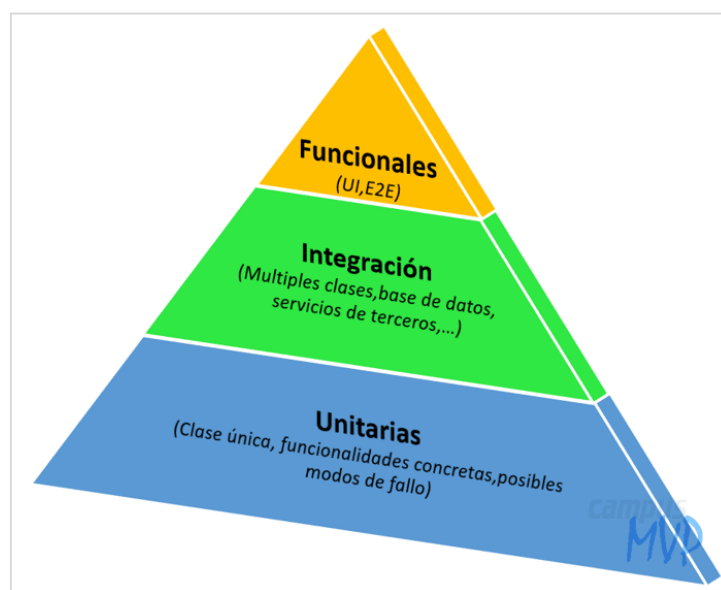 Funcionales
(UI,E2E)
Integración
(Multiples clases,base de datos,
servicios de terceros,...)
Unitarias
(Clase única, funcionalidades concretas,posibles
modos de fallo)
campus
MVP